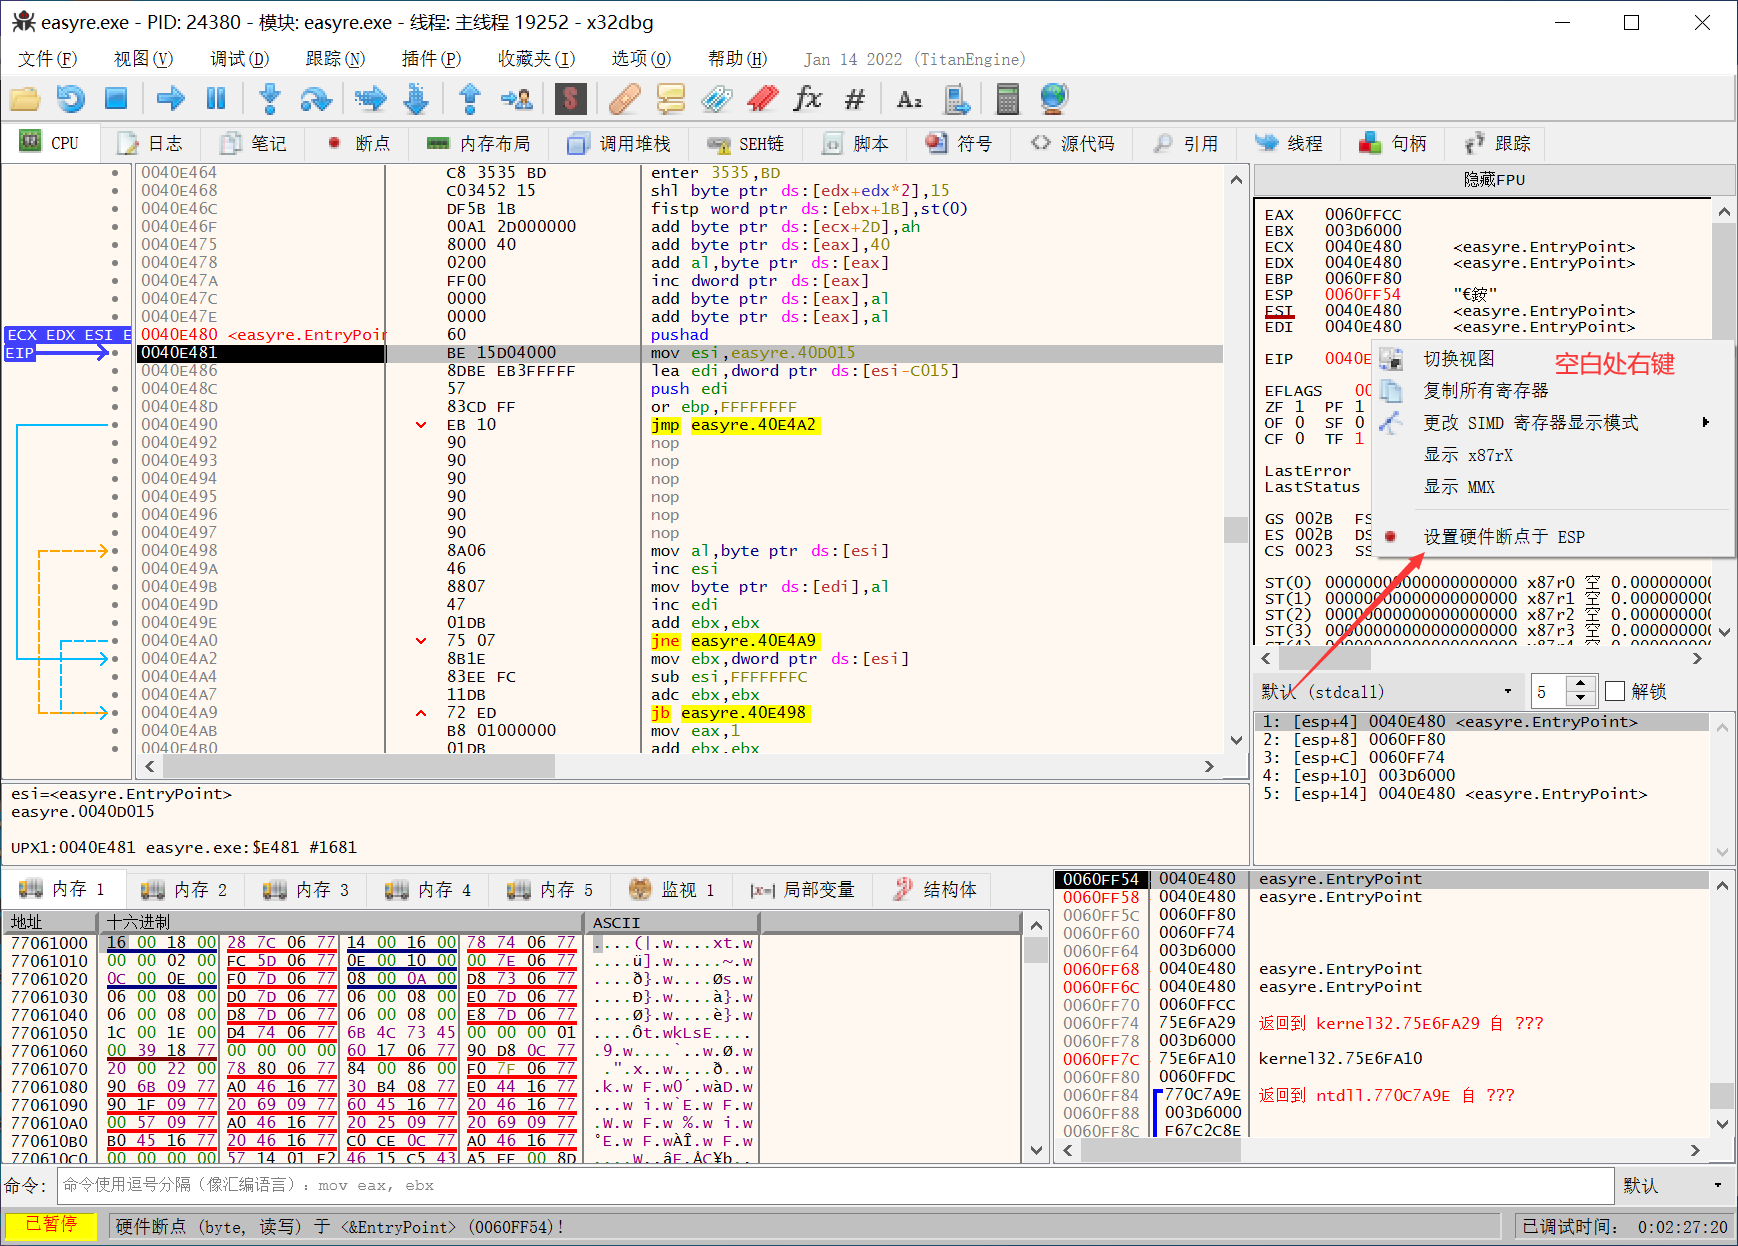 easyre.exe - PID: 24380 - 模块: easyre.exe - 线程: 主线程 19252 - x32dbg
文件(F) 视图(V) 调试(D) 跟踪(N) 插件(P) 收藏夹(I) 选项(O) 帮助(H) Jan 14 2022 (TitanEngine)
CPU 日志 笔记 断点 内存布局 调用堆栈 SEH链 脚本 符号 源代码 引用 线程 句柄 跟踪
0040E464 C8 3535 BD enter 3535,BD
0040E468 C03452 15 shl byte ptr ds:[edx+edx*2],15
0040E46C DF5B 1B fistp word ptr ds:[ebx+1B],st(0)
0040E46F 00A1 2D000000 add byte ptr ds:[ecx+2D],ah
0040E475 8000 40 add byte ptr ds:[eax],40
0040E478 0200 add al,byte ptr ds:[eax]
0040E47A FF00 inc dword ptr ds:[eax]
0040E47C 0000 add byte ptr ds:[eax],al
0040E47E 0000 add byte ptr ds:[eax],al
ECX EDX ESI E 0040E480 <easyre.EntryPoin 60 pushad
EIP 0040E481 BE 15D04000 mov esi,easyre.40D015
0040E486 8DBE EB3FFFFF lea edi,dword ptr ds:[esi-C015]
0040E48C 57 push edi
0040E48D 83CD FF or ebp,FFFFFFFF
0040E490 EB 10 jmp easyre.40E4A2
0040E492 90 nop
0040E493 90 nop
0040E494 90 nop
0040E495 90 nop
0040E496 90 nop
0040E497 90 nop
0040E498 8A06 mov al,byte ptr ds:[esi]
0040E49A 46 inc esi
0040E49B 8807 mov byte ptr ds:[edi],al
0040E49D 47 inc edi
0040E49E 01DB add ebx,ebx
0040E4A0 75 07 jne easyre.40E4A9
0040E4A2 8B1E mov ebx,dword ptr ds:[esi]
0040E4A4 83EE FC sub esi,FFFFFFFC
0040E4A7 11DB adc ebx,ebx
0040E4A9 72 ED jb easyre.40E498
0040E4AB B8 01000000 mov eax,1
0040E4B0 01DB add ebx,ebx
隐藏FPU
EAX 0060FFCC
EBX 003D6000
ECX 0040E480 <easyre.EntryPoint>
EDX 0040E480 <easyre.EntryPoint>
EBP 0060FF80
ESP 0060FF54 "€銨"
ESI 0040E480 <easyre.EntryPoint>
EDI 0040E480 <easyre.EntryPoint>
EIP 0040E
EFLAGS 00
ZF 1 PF 1
OF 0 SF 0
CF 0 TF 1
LastError
LastStatus
GS 002B FS
ES 002B DS
CS 0023 SS
切换视图 空白处右键
复制所有寄存器
更改 SIMD 寄存器显示模式
显示 x87rX
显示 MMX
设置硬件断点于 ESP
ST(0) 00000000000000000000 x87r0 空 0.000000000
ST(1) 00000000000000000000 x87r1 空 0.000000000
ST(2) 00000000000000000000 x87r2 空 0.000000000
ST(3) 00000000000000000000 x87r3 空 0.000000000
默认 (stdcall) 5 解锁
1: [esp+4] 0040E480 <easyre.EntryPoint>
2: [esp+8] 0060FF80
3: [esp+C] 0060FF74
4: [esp+10] 003D6000
5: [esp+14] 0040E480 <easyre.EntryPoint>
esi=<easyre.EntryPoint>
easyre.0040D015
UPX1:0040E481 easyre.exe:$E481 #1681
内存 1 内存 2 内存 3 内存 4 内存 5 监视 1 局部变量 结构体
地址 十六进制 ASCII
77061000 16 00 18 00 28 7C 06 77 14 00 16 00 78 74 06 77 ....(|.w....xt.w
77061010 00 00 02 00 FC 5D 06 77 0E 00 10 00 00 7E 06 77 ....ü].w.....~.w
77061020 0C 00 0E 00 F0 7D 06 77 08 00 0A 00 D8 73 06 77 ....ð}.w....Øs.w
77061030 06 00 08 00 D0 7D 06 77 06 00 08 00 E0 7D 06 77 ....Ð}.w....à}.w
77061040 06 00 08 00 D8 7D 06 77 06 00 08 00 E8 7D 06 77 ....Ø}.w....è}.w
77061050 1C 00 1E 00 D4 74 06 77 6B 4C 73 45 00 00 00 01 ....Ôt.wkLsE....
77061060 00 39 18 77 00 00 00 00 60 17 06 77 90 D8 0C 77 .9.w....`..w.Ø.w
77061070 20 00 22 00 78 80 06 77 84 00 86 00 F0 7F 06 77 .".x..w....ð..w
77061080 90 6B 09 77 A0 46 16 77 30 B4 08 77 E0 44 16 77 .k.w F.w0´.wàD.w
77061090 90 1F 09 77 20 69 09 77 60 45 16 77 20 46 16 77 ...w i.w`E.w F.w
770610A0 00 57 09 77 A0 46 16 77 20 25 09 77 20 69 09 77 .W.w F.w %.w i.w
770610B0 B0 45 16 77 20 46 16 77 C0 CE 0C 77 A0 46 16 77 °E.w F.wÀÎ.w F.w
770610C0 00 00 00 00 57 14 01 E2 46 15 C5 43 A5 FE 00 8D ....W..âF.ÅC¥þ..
0060FF54 0040E480 easyre.EntryPoint
0060FF58 0040E480 easyre.EntryPoint
0060FF5C 0060FF80
0060FF60 0060FF74
0060FF64 003D6000
0060FF68 0040E480 easyre.EntryPoint
0060FF6C 0040E480 easyre.EntryPoint
0060FF70 0060FFCC
0060FF74 75E6FA29 返回到 kernel32.75E6FA29 自 ???
0060FF78 003D6000
0060FF7C 75E6FA10 kernel32.75E6FA10
0060FF80 0060FFDC
0060FF84 770C7A9E 返回到 ntdll.770C7A9E 自 ???
0060FF88 003D6000
0060FF8C F67C2C8E
命令: 命令使用逗号分隔（像汇编语言）: mov eax, ebx 默认
已暂停 硬件断点 (byte, 读写) 于 <&EntryPoint> (0060FF54)! 已调试时间: 0:02:27:20